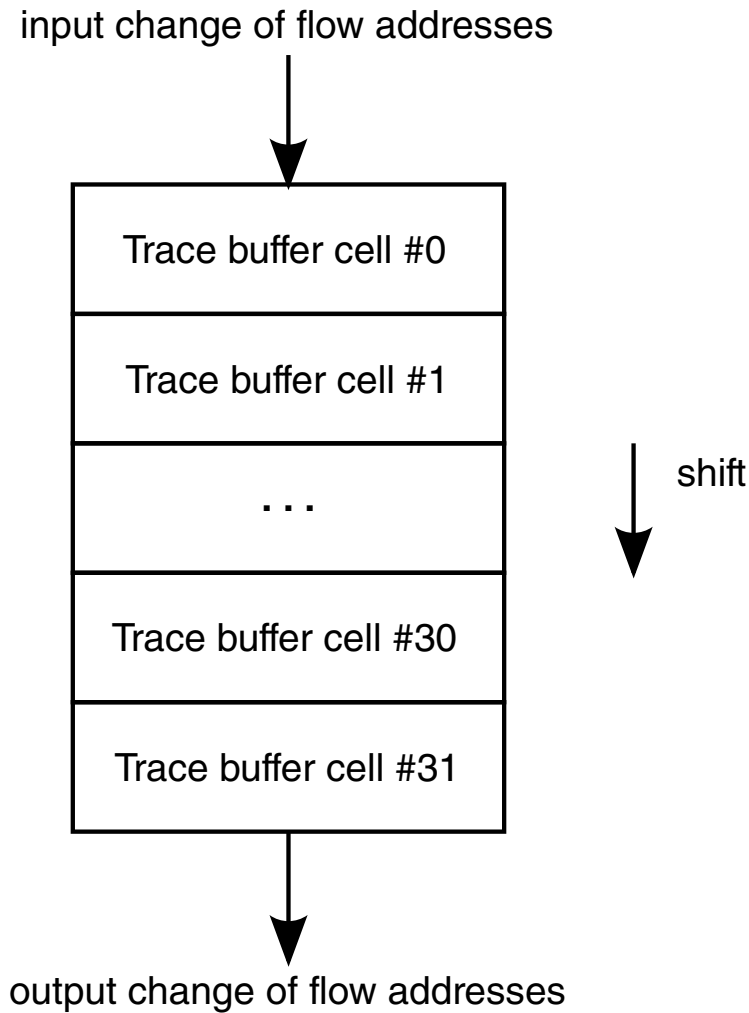 input change of flow addresses
Trace buffer cell #0
Trace buffer cell #1
...
shift
Trace buffer cell #30
Trace buffer cell #31
output change of flow addresses